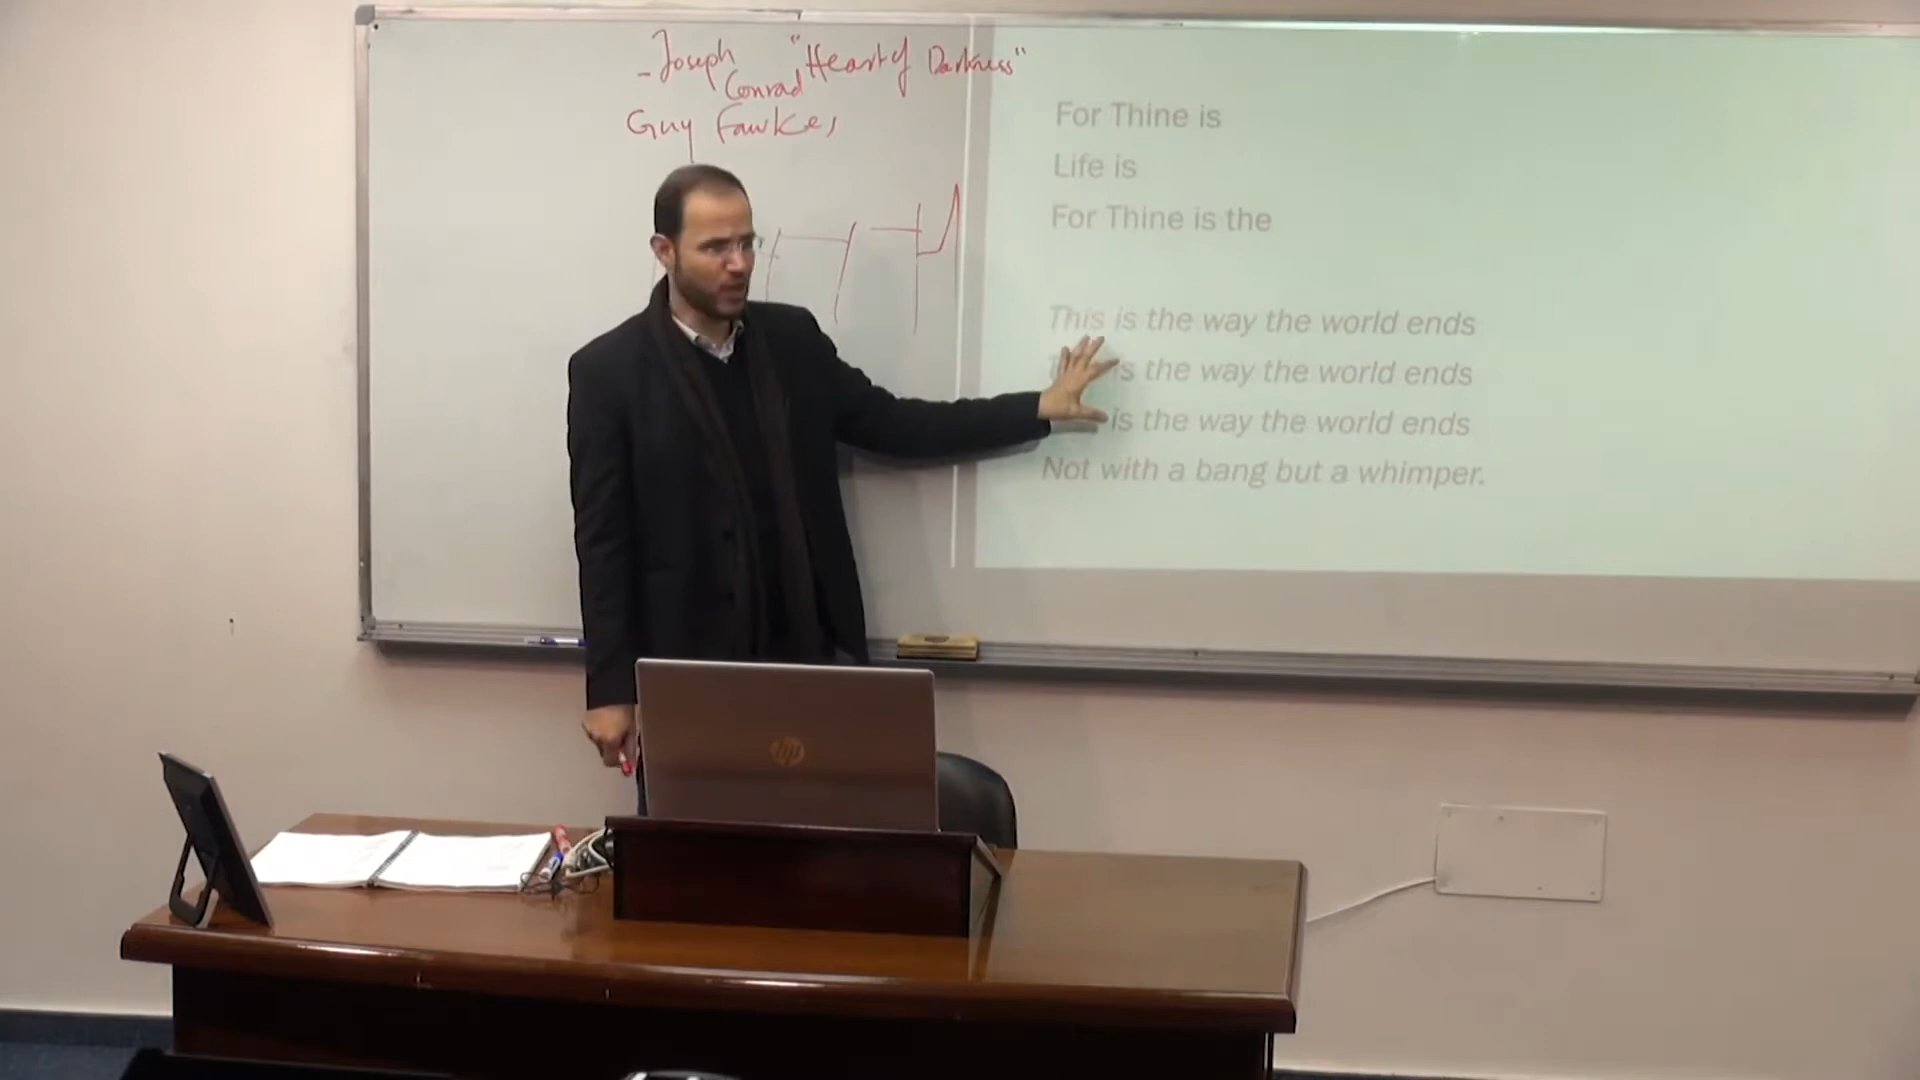 - Joseph "Heart of Darkness"
Conrad
Guy Fawkes
For Thine is
Life is
For Thine is the
This is the way the world ends
is the way the world ends
is the way the world ends
Not with a bang but a whimper.
hp